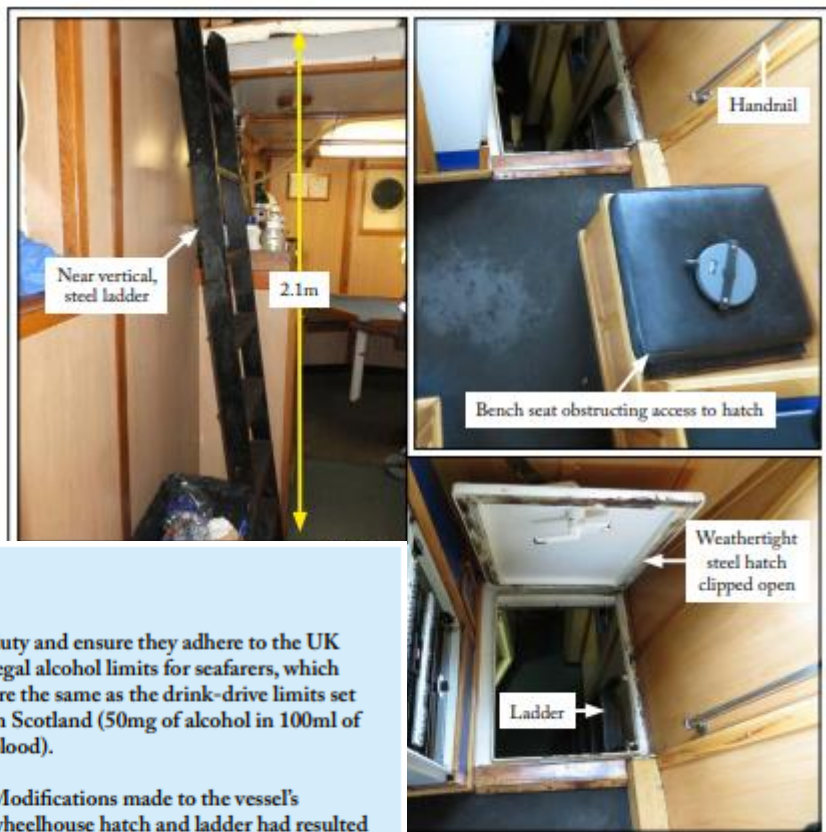 Near vertical,
steel ladder
2.1m
Handrail
Bench seat obstructing access to hatch
Weathertight
steel hatch
clipped open
Ladder
uty and ensure they adhere to the UK
egal alcohol limits for seafarers, which
re the same as the drink-drive limits set
n Scotland (50mg of alcohol in 100ml of
lood).
Modifications made to the vessel's
wheelhouse hatch and ladder had resulted